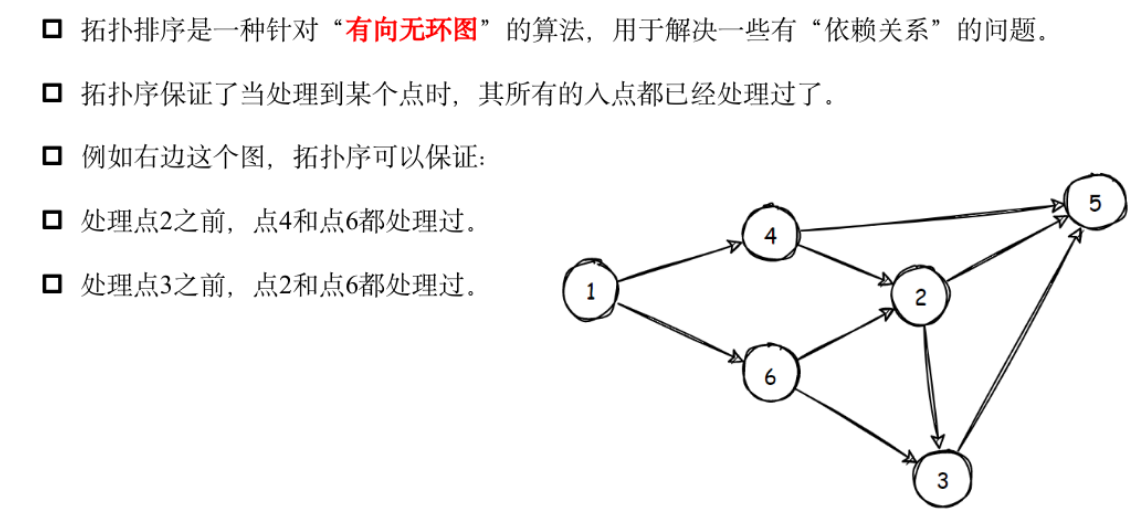 拓扑排序是一种针对“有向无环图”的算法，用于解决一些有“依赖关系”的问题。
拓扑序保证了当处理到某个点时，其所有的入点都已经处理过了。
例如右边这个图，拓扑序可以保证：
处理点2之前，点4和点6都处理过。
处理点3之前，点2和点6都处理过。
5
4
1
2
6
3